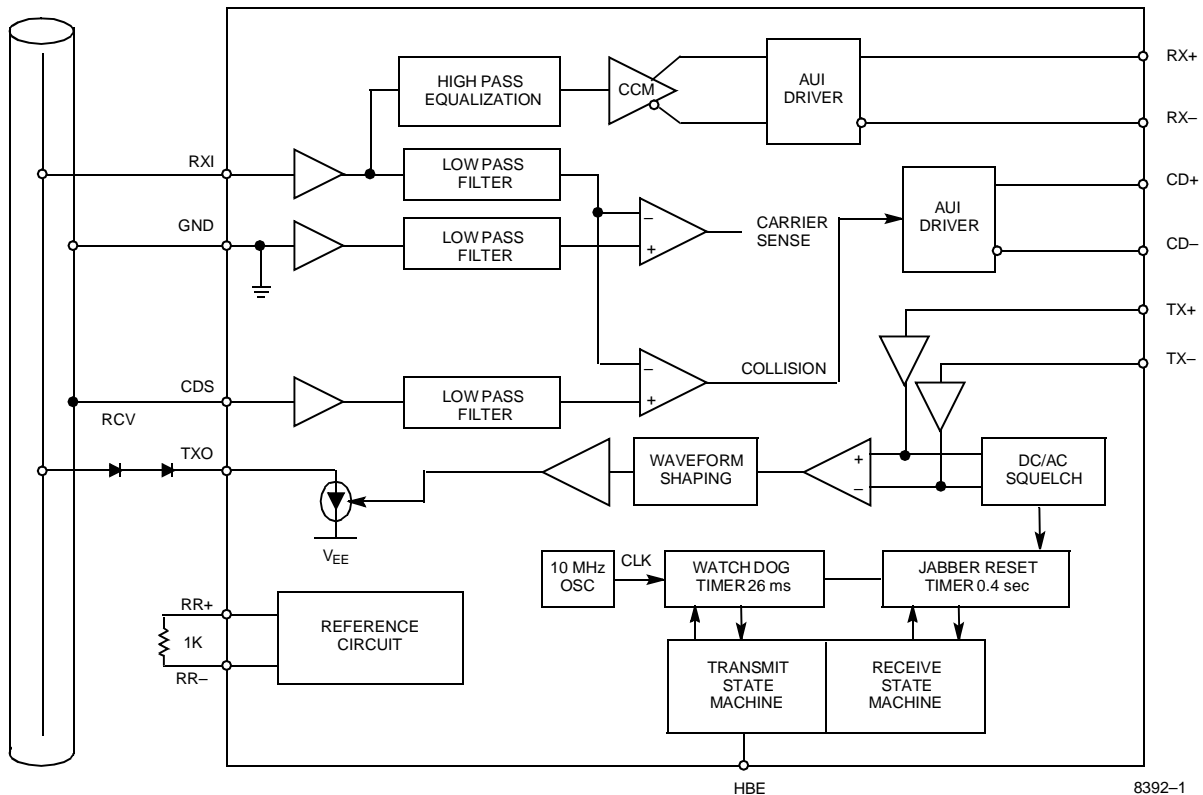 HIGH PASS
EQUALIZATION
CCM
AUI
DRIVER
RX+
RX–
RXI
LOW PASS
FILTER
GND
LOW PASS
FILTER
–
+
CARRIER
SENSE
AUI
DRIVER
CD+
CD–
TX+
TX–
CDS
RCV
LOW PASS
FILTER
–
+
COLLISION
TXO
WAVEFORM
SHAPING
+
–
DC/AC
SQUELCH
VEE
10 MHz
OSC
CLK
WATCH DOG
TIMER 26 ms
JABBER RESET
TIMER 0.4 sec
RR+
1K
RR–
REFERENCE
CIRCUIT
TRANSMIT
STATE
MACHINE
RECEIVE
STATE
MACHINE
HBE
8392–1